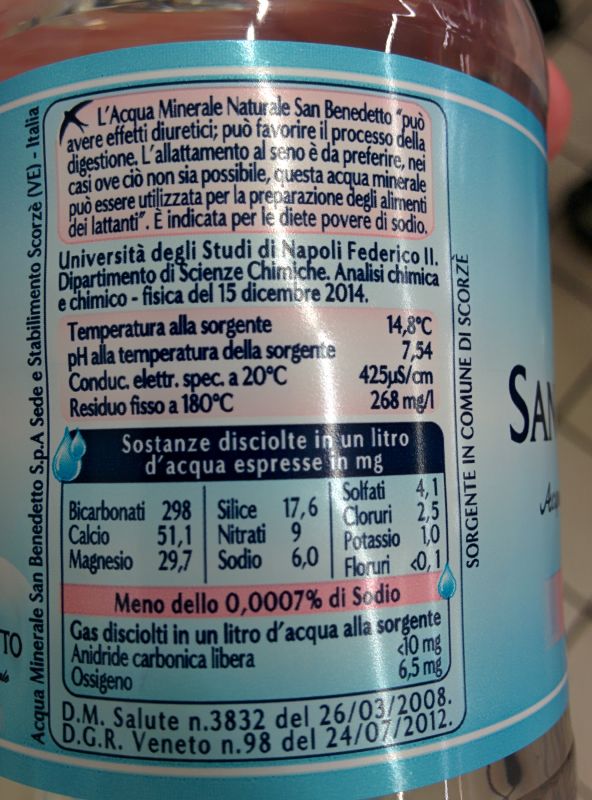 L'Acqua Minerale Naturale San Benedetto "può
avere effetti diuretici; può favorire il processo della
digestione. L'allattamento al seno è da preferire, nei
casi ove ciò non sia possibile, questa acqua minerale
può essere utilizzata per la preparazione degli alimenti
dei lattanti". È indicata per le diete povere di sodio.
Università degli Studi di Napoli Federico II.
Dipartimento di Scienze Chimiche. Analisi chimica
e chimico - fisica del 15 dicembre 2014.
Temperatura alla sorgente 14,8°C
pH alla temperatura della sorgente 7,54
Conduc. elettr. spec. a 20°C 425µS/cm
Residuo fisso a 180°C 268 mg/l
Sostanze disciolte in un litro
d'acqua espresse in mg
Bicarbonati 298
Calcio 51,1
Magnesio 29,7
Silice 17,6
Nitrati 9
Sodio 6,0
Solfati 4,1
Cloruri 2,5
Potassio 1,0
Floruri <0,1
Meno dello 0,0007% di Sodio
Gas disciolti in un litro d'acqua alla sorgente
Anidride carbonica libera <10 mg
Ossigeno 6,5 mg
D.M. Salute n.3832 del 26/03/2008.
D.G.R. Veneto n.98 del 24/07/2012.
Acqua Minerale San Benedetto S.p.A Sede e Stabilimento Scorzè (VE) - Italia
SORGENTE IN COMUNE DI SCORZÈ
SAN
TO